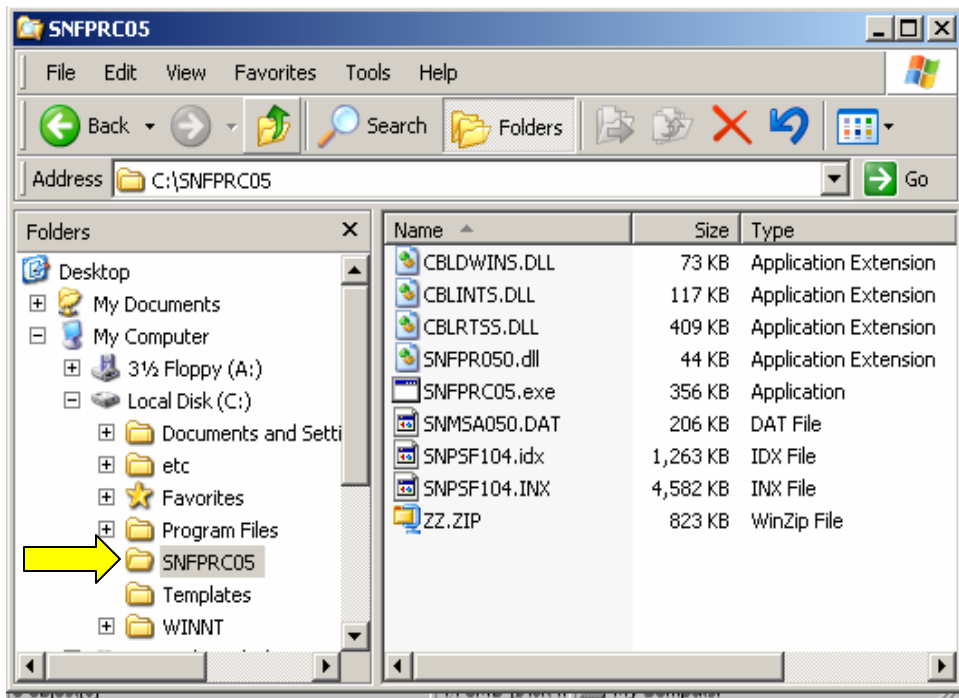 SNFPRC05
File Edit View Favorites Tools Help
Back Search Folders
Address C:\SNFPRC05 Go
Folders
Desktop
My Documents
My Computer
3½ Floppy (A:)
Local Disk (C:)
Documents and Setti
etc
Favorites
Program Files
SNFPRC05
Templates
WINNT
Name Size Type
CBLDWINS.DLL 73 KB Application Extension
CBLINTS.DLL 117 KB Application Extension
CBLRTSS.DLL 409 KB Application Extension
SNFPR050.dll 44 KB Application Extension
SNFPRC05.exe 356 KB Application
SNMSA050.DAT 206 KB DAT File
SNPSF104.idx 1,263 KB IDX File
SNPSF104.INX 4,582 KB INX File
ZZ.ZIP 823 KB WinZip File